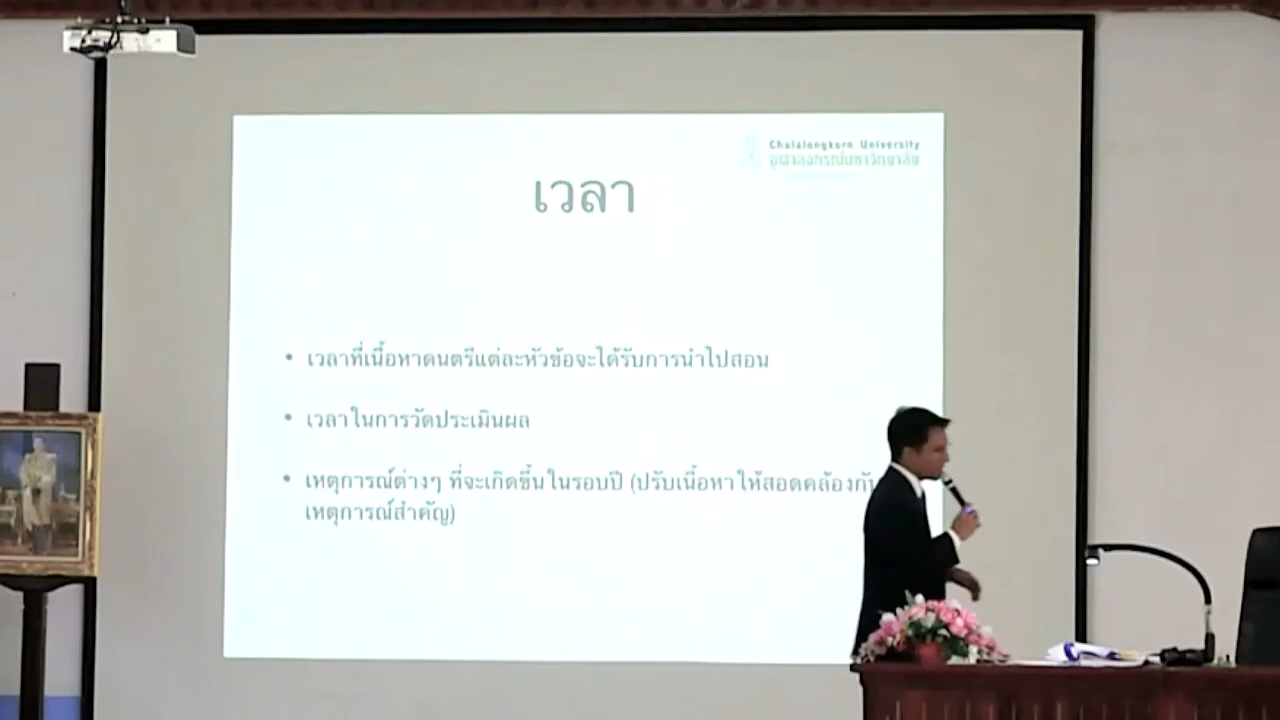 Chulalongkorn University
จุฬาลงกรณ์มหาวิทยาลัย
เวลา
• เวลาที่เนื้อหาดนตรีแต่ละหัวข้อจะได้รับการนำไปสอน
• เวลาในการวัดประเมินผล
• เหตุการณ์ต่างๆ ที่จะเกิดขึ้นในรอบปี (ปรับเนื้อหาให้สอดคล้องกับ
เหตุการณ์สำคัญ)